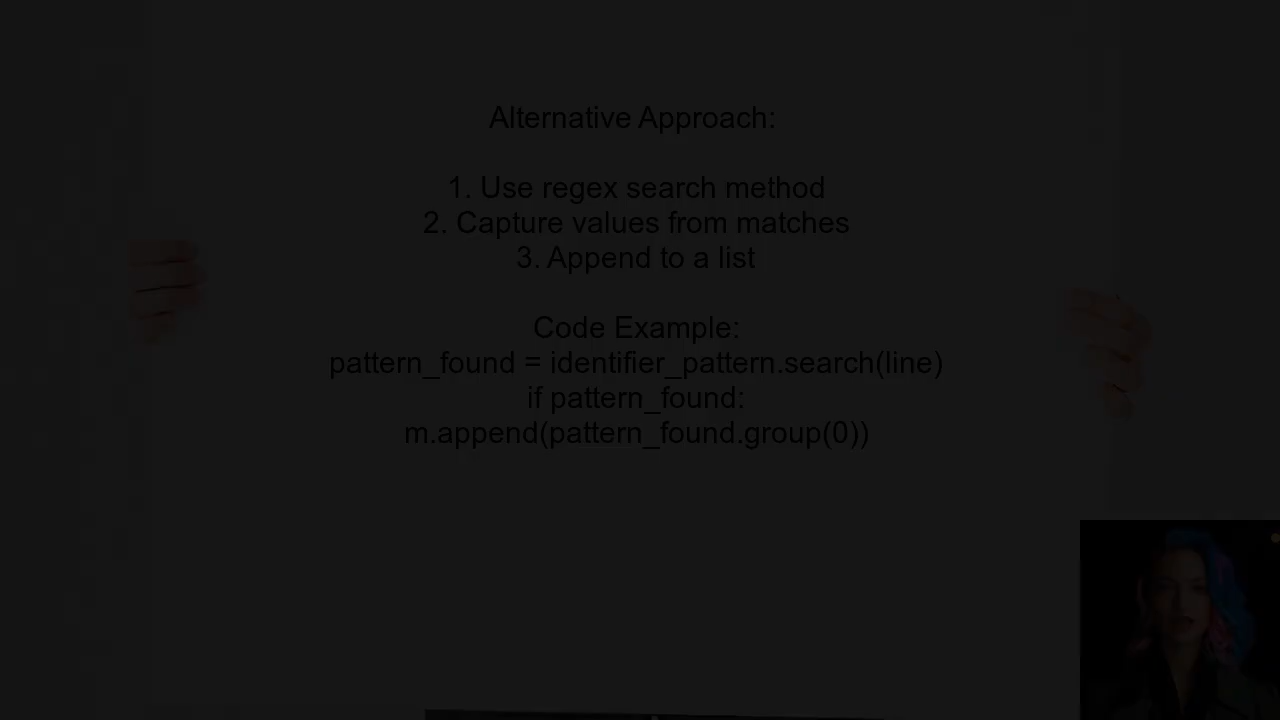 Alternative Approach:
1. Use regex search method
2. Capture values from matches
3. Append to a list
Code Example:
pattern_found = identifier_pattern.search(line)
if pattern_found:
m.append(pattern_found.group(0))